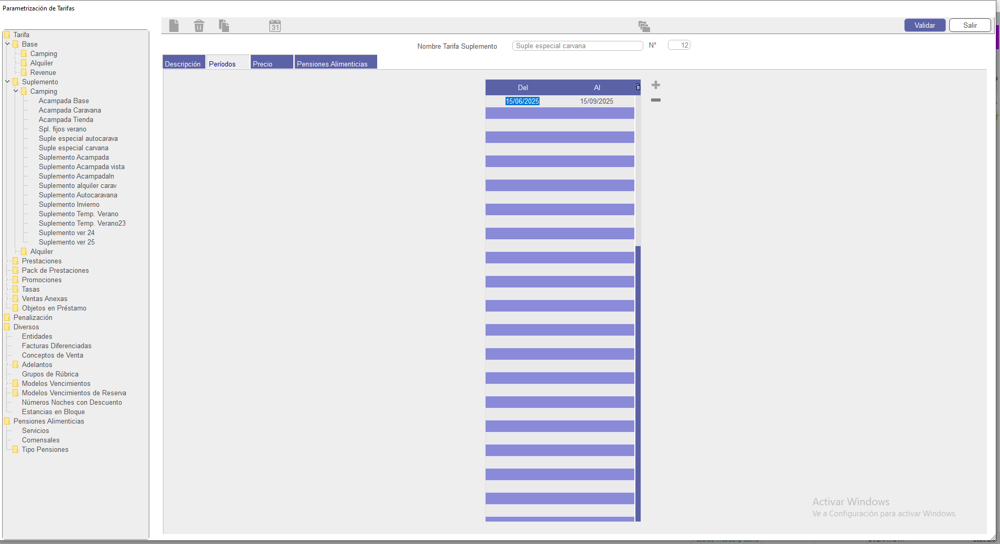 Parametrización de Tarifas
31
Validar
Salir
Nombre Tarifa Suplemento
Suple especial carvana
N°
12
Descripción
Períodos
Precio
Pensiones Alimenticias
Del
Al
15/06/2025
15/09/2025
Tarifa
Base
Camping
Alquiler
Revenue
Suplemento
Camping
Acampada Base
Acampada Caravana
Acampada Tienda
Spl. fijos verano
Suple especial autocarava
Suple especial carvana
Suplemento Acampada
Suplemento Acampada vista
Suplemento AcampadaIn
Suplemento alquiler carav
Suplemento Autocaravana
Suplemento Invierno
Suplemento Temp. Verano
Suplemento Temp. Verano23
Suplemento ver 24
Suplemento ver 25
Alquiler
Prestaciones
Pack de Prestaciones
Promociones
Tasas
Ventas Anexas
Objetos en Préstamo
Penalización
Diversos
Entidades
Facturas Diferenciadas
Conceptos de Venta
Adelantos
Grupos de Rúbrica
Modelos Vencimientos
Modelos Vencimientos de Reserva
Números Noches con Descuento
Estancias en Bloque
Pensiones Alimenticias
Servicios
Comensales
Tipo Pensiones
Activar Windows
Ve a Configuración para activar Windows.